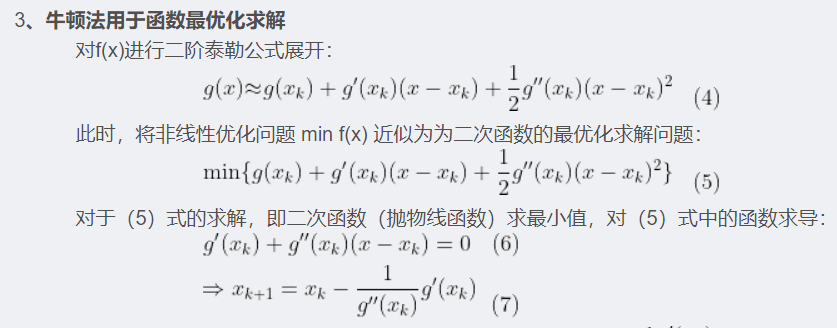 3、牛顿法用于函数最优化求解
对f(x)进行二阶泰勒公式展开：
g(x)≈g(x_k) + g′(x_k)(x − x_k) + \frac{1}{2}g″(x_k)(x − x_k)^2 (4)
此时，将非线性优化问题 min f(x) 近似为为二次函数的最优化求解问题：
min{g(x_k) + g′(x_k)(x − x_k) + \frac{1}{2}g″(x_k)(x − x_k)^2} (5)
对于（5）式的求解，即二次函数（抛物线函数）求最小值，对（5）式中的函数求导：
g′(x_k) + g″(x_k)(x − x_k) = 0 (6)
⇒ x_{k+1} = x_k − \frac{1}{g″(x_k)}g′(x_k) (7)